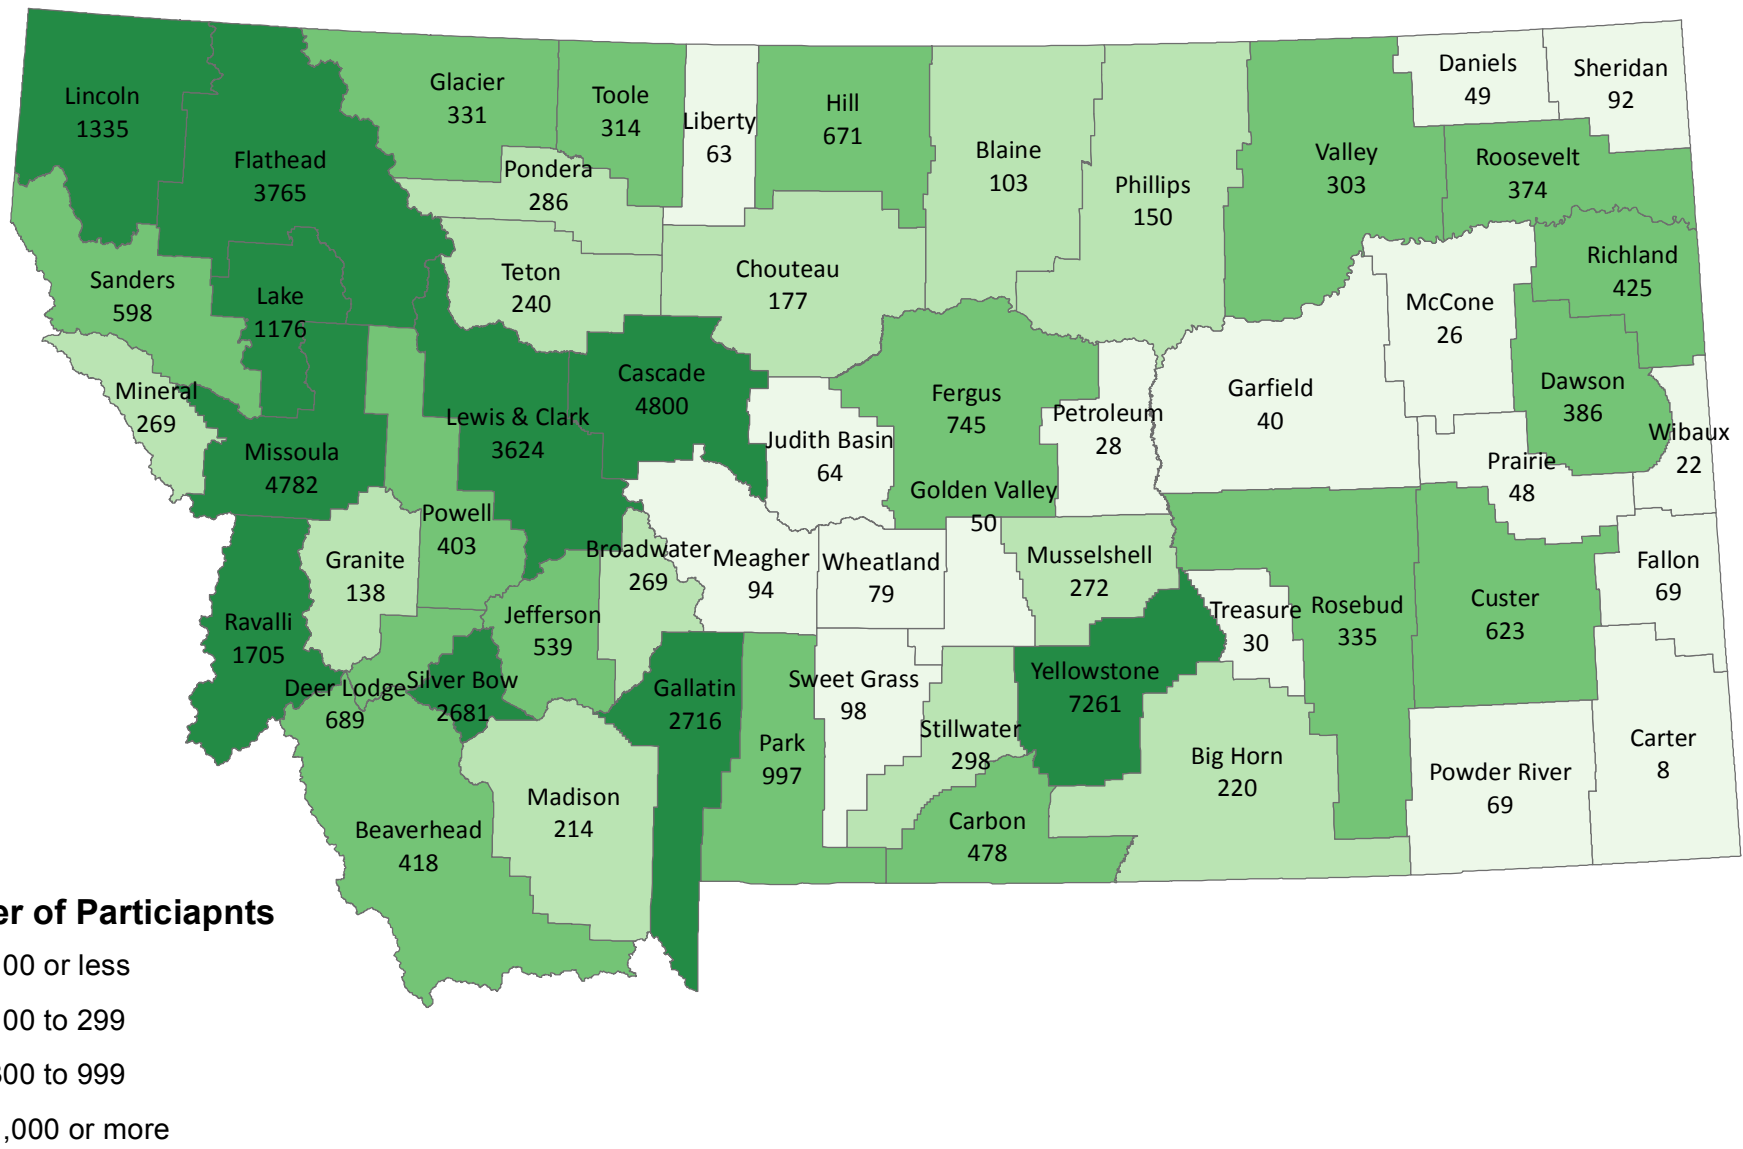 Lincoln
1335
Flathead
3765
Glacier
331
Toole
314
Liberty
63
Hill
671
Blaine
103
Phillips
150
Valley
303
Daniels
49
Sheridan
92
Roosevelt
374
Pondera
286
Sanders
598
Lake
1176
Teton
240
Chouteau
177
McCone
26
Richland
425
Mineral
269
Missoula
4782
Lewis & Clark
3624
Cascade
4800
Judith Basin
64
Fergus
745
Petroleum
28
Garfield
40
Dawson
386
Prairie
48
Wibaux
22
Golden Valley
50
Powell
403
Granite
138
Broadwater
269
Meagher
94
Wheatland
79
Musselshell
272
Treasure
30
Rosebud
335
Custer
623
Fallon
69
Ravalli
1705
Jefferson
539
Deer Lodge
689
Silver Bow
2681
Gallatin
2716
Sweet Grass
98
Yellowstone
7261
Park
997
Stillwater
298
Big Horn
220
Powder River
69
Carter
8
Beaverhead
418
Madison
214
Carbon
478
er of Particiapnts
00 or less
00 to 299
300 to 999
,000 or more